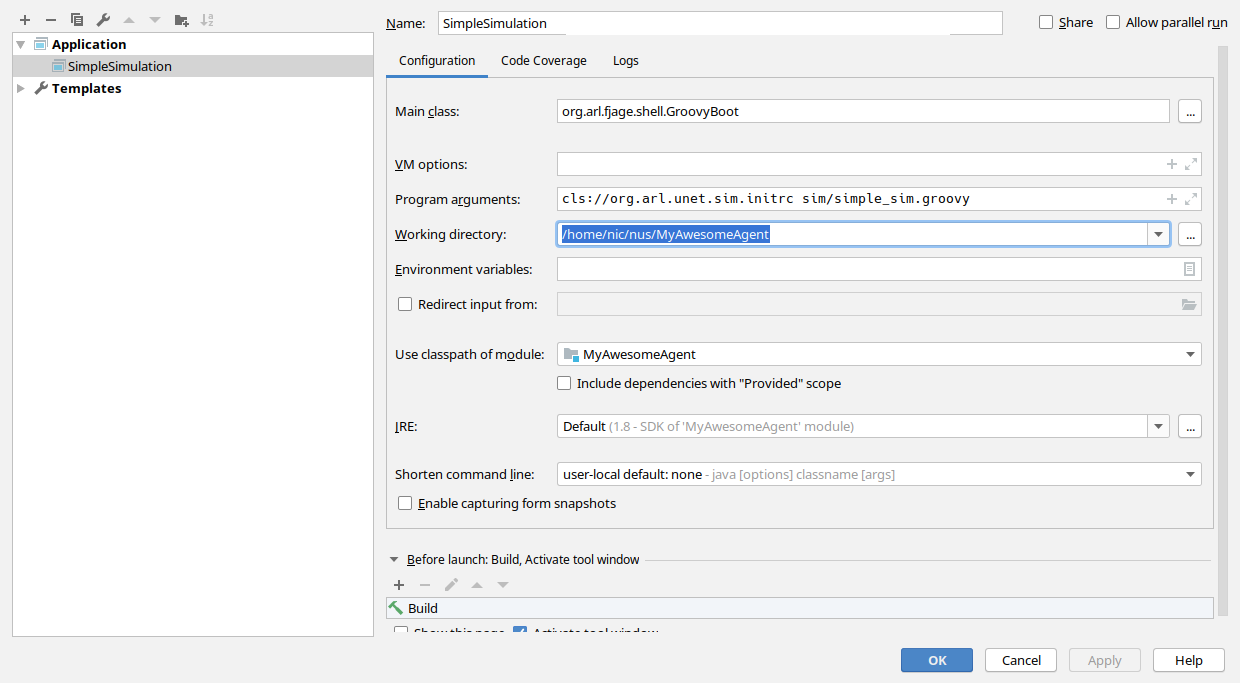 Name: SimpleSimulation Share Allow parallel run
Application
SimpleSimulation
Templates
Configuration Code Coverage Logs
Main class: org.arl.fjage.shell.GroovyBoot ...
VM options:
Program arguments: cls://org.arl.unet.sim.initrc sim/simple_sim.groovy
Working directory: /home/nic/nus/MyAwesomeAgent ...
Environment variables:
Redirect input from:
Use classpath of module: MyAwesomeAgent
Include dependencies with "Provided" scope
JRE: Default (1.8 - SDK of 'MyAwesomeAgent' module) ...
Shorten command line: user-local default: none - java [options] classname [args]
Enable capturing form snapshots
Before launch: Build, Activate tool window
Build
Show this page Activate tool window
OK Cancel Apply Help